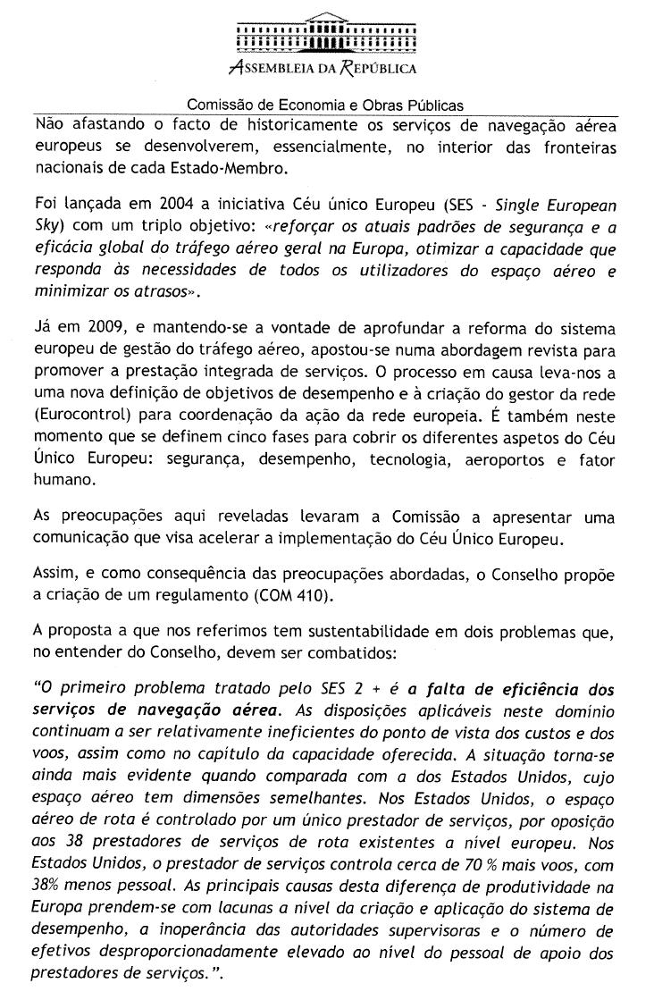 ASSEMBLEIA DA REPÚBLICA
Comissão de Economia e Obras Públicas
Não afastando o facto de historicamente os serviços de navegação aérea
europeus se desenvolverem, essencialmente, no interior das fronteiras
nacionais de cada Estado-Membro.
Foi lançada em 2004 a iniciativa Céu único Europeu (SES - Single European
Sky) com um triplo objetivo: «reforçar os atuais padrões de segurança e a
eficácia global do tráfego aéreo geral na Europa, otimizar a capacidade que
responda às necessidades de todos os utilizadores do espaço aéreo e
minimizar os atrasos».
Já em 2009, e mantendo-se a vontade de aprofundar a reforma do sistema
europeu de gestão do tráfego aéreo, apostou-se numa abordagem revista para
promover a prestação integrada de serviços. O processo em causa leva-nos a
uma nova definição de objetivos de desempenho e à criação do gestor da rede
(Eurocontrol) para coordenação da ação da rede europeia. É também neste
momento que se definem cinco fases para cobrir os diferentes aspetos do Céu
Único Europeu: segurança, desempenho, tecnologia, aeroportos e fator
humano.
As preocupações aqui reveladas levaram a Comissão a apresentar uma
comunicação que visa acelerar a implementação do Céu Único Europeu.
Assim, e como consequência das preocupações abordadas, o Conselho propõe
a criação de um regulamento (COM 410).
A proposta a que nos referimos tem sustentabilidade em dois problemas que,
no entender do Conselho, devem ser combatidos:
"O primeiro problema tratado pelo SES 2 + é a falta de eficiência dos
serviços de navegação aérea. As disposições aplicáveis neste domínio
continuam a ser relativamente ineficientes do ponto de vista dos custos e dos
voos, assim como no capítulo da capacidade oferecida. A situação torna-se
ainda mais evidente quando comparada com a dos Estados Unidos, cujo
espaço aéreo tem dimensões semelhantes. Nos Estados Unidos, o espaço
aéreo de rota é controlado por um único prestador de serviços, por oposição
aos 38 prestadores de serviços de rota existentes a nível europeu. Nos
Estados Unidos, o prestador de serviços controla cerca de 70 % mais voos, com
38% menos pessoal. As principais causas desta diferença de produtividade na
Europa prendem-se com lacunas a nível da criação e aplicação do sistema de
desempenho, a inoperância das autoridades supervisoras e o número de
efetivos desproporcionadamente elevado ao nível do pessoal de apoio dos
prestadores de serviços.".